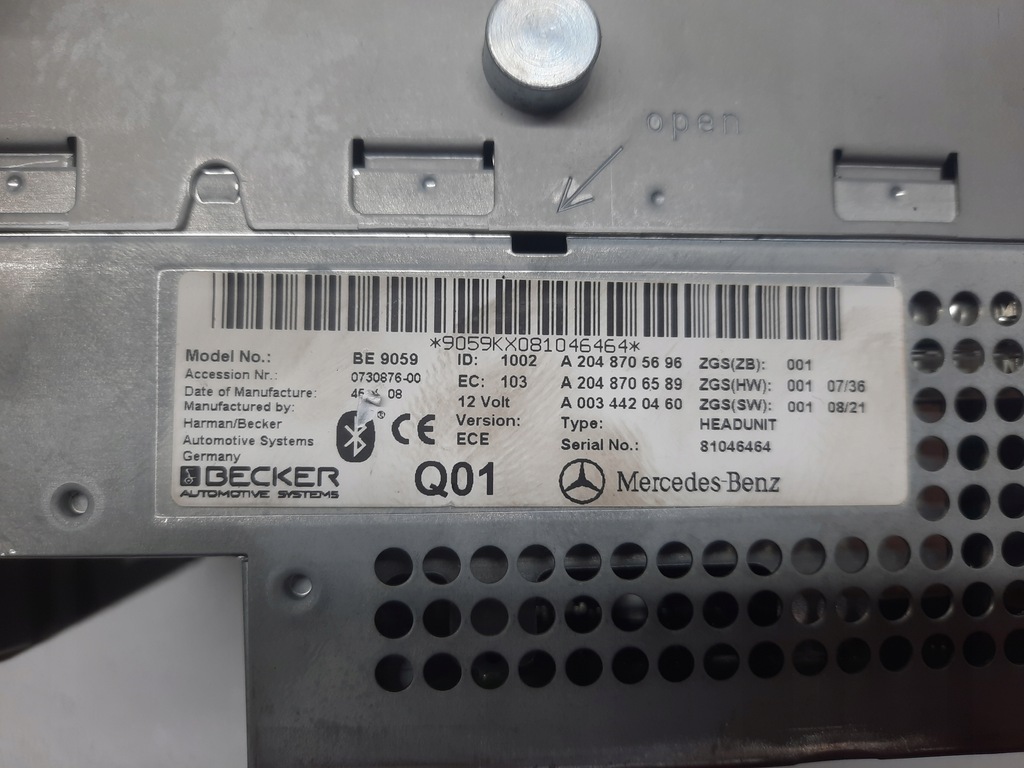 open
*9059KX081046464*
Model No.: BE 9059 ID: 1002 A 204 870 56 96 ZGS(ZB): 001
Accession Nr.: 0730876-00 EC: 103 A 204 870 65 89 ZGS(HW): 001 07/36
Date of Manufacture: 08 12 Volt A 003 442 04 60 ZGS(SW): 001 08/21
Manufactured by: Version: Type: HEADUNIT
Harman/Becker ECE Serial No.: 81046464
Automotive Systems
Germany
CE
BECKER
AUTOMOTIVE SYSTEMS
Q01
Mercedes-Benz